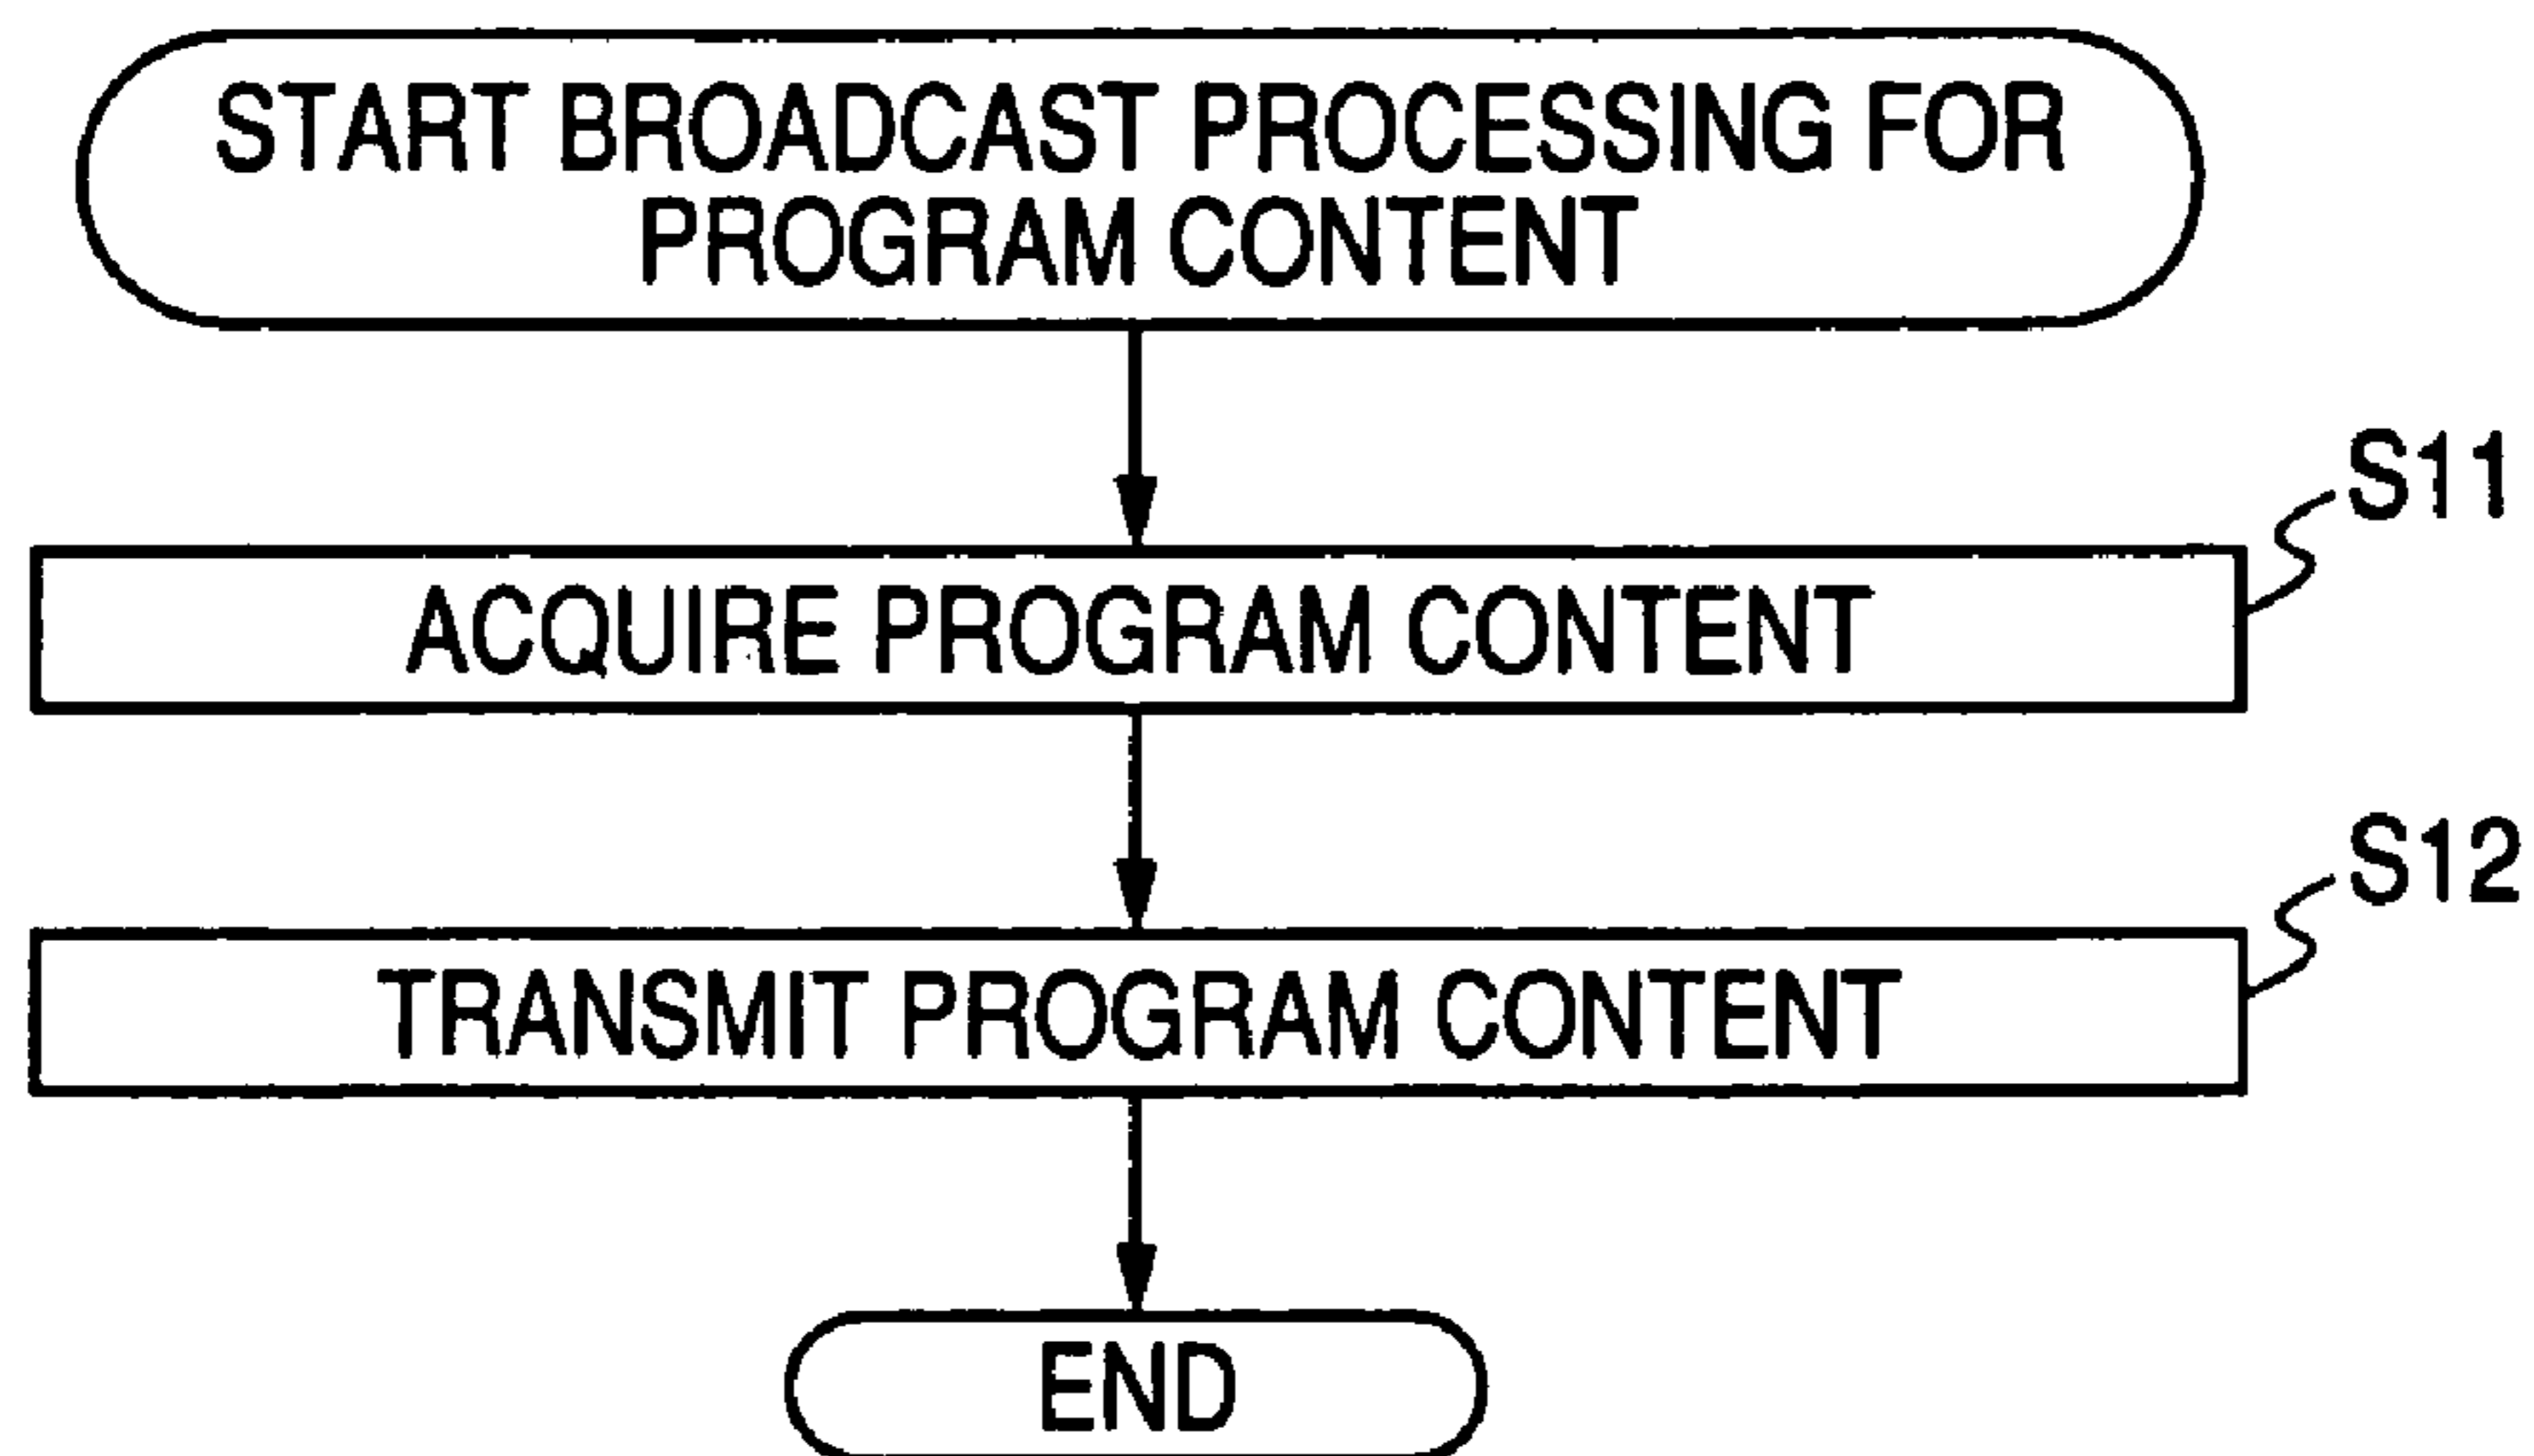 START BROADCAST PROCESSING FOR
PROGRAM CONTENT
S11
ACQUIRE PROGRAM CONTENT
S12
TRANSMIT PROGRAM CONTENT
END